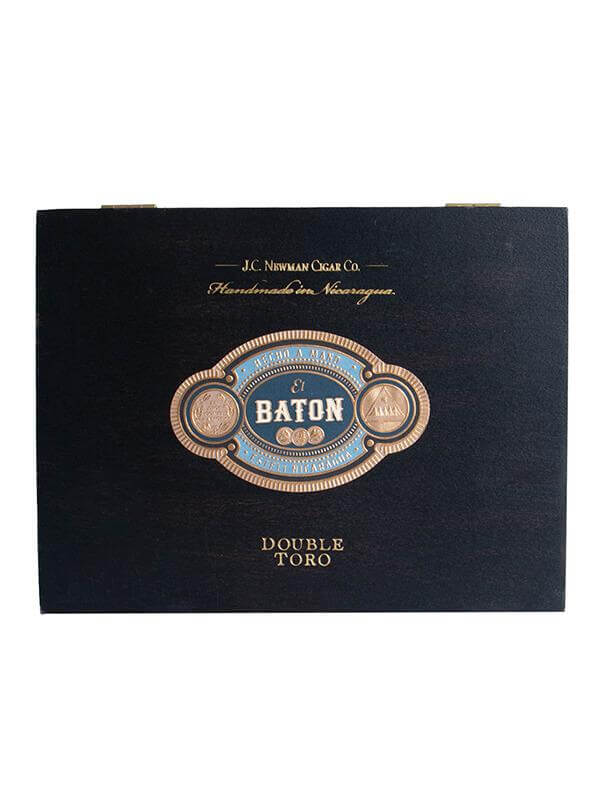 J.C. NEWMAN CIGAR CO.
Handmade in Nicaragua.
HECHO A MANO
El
BATON
ESTELI NICARAGUA
DOUBLE
TORO